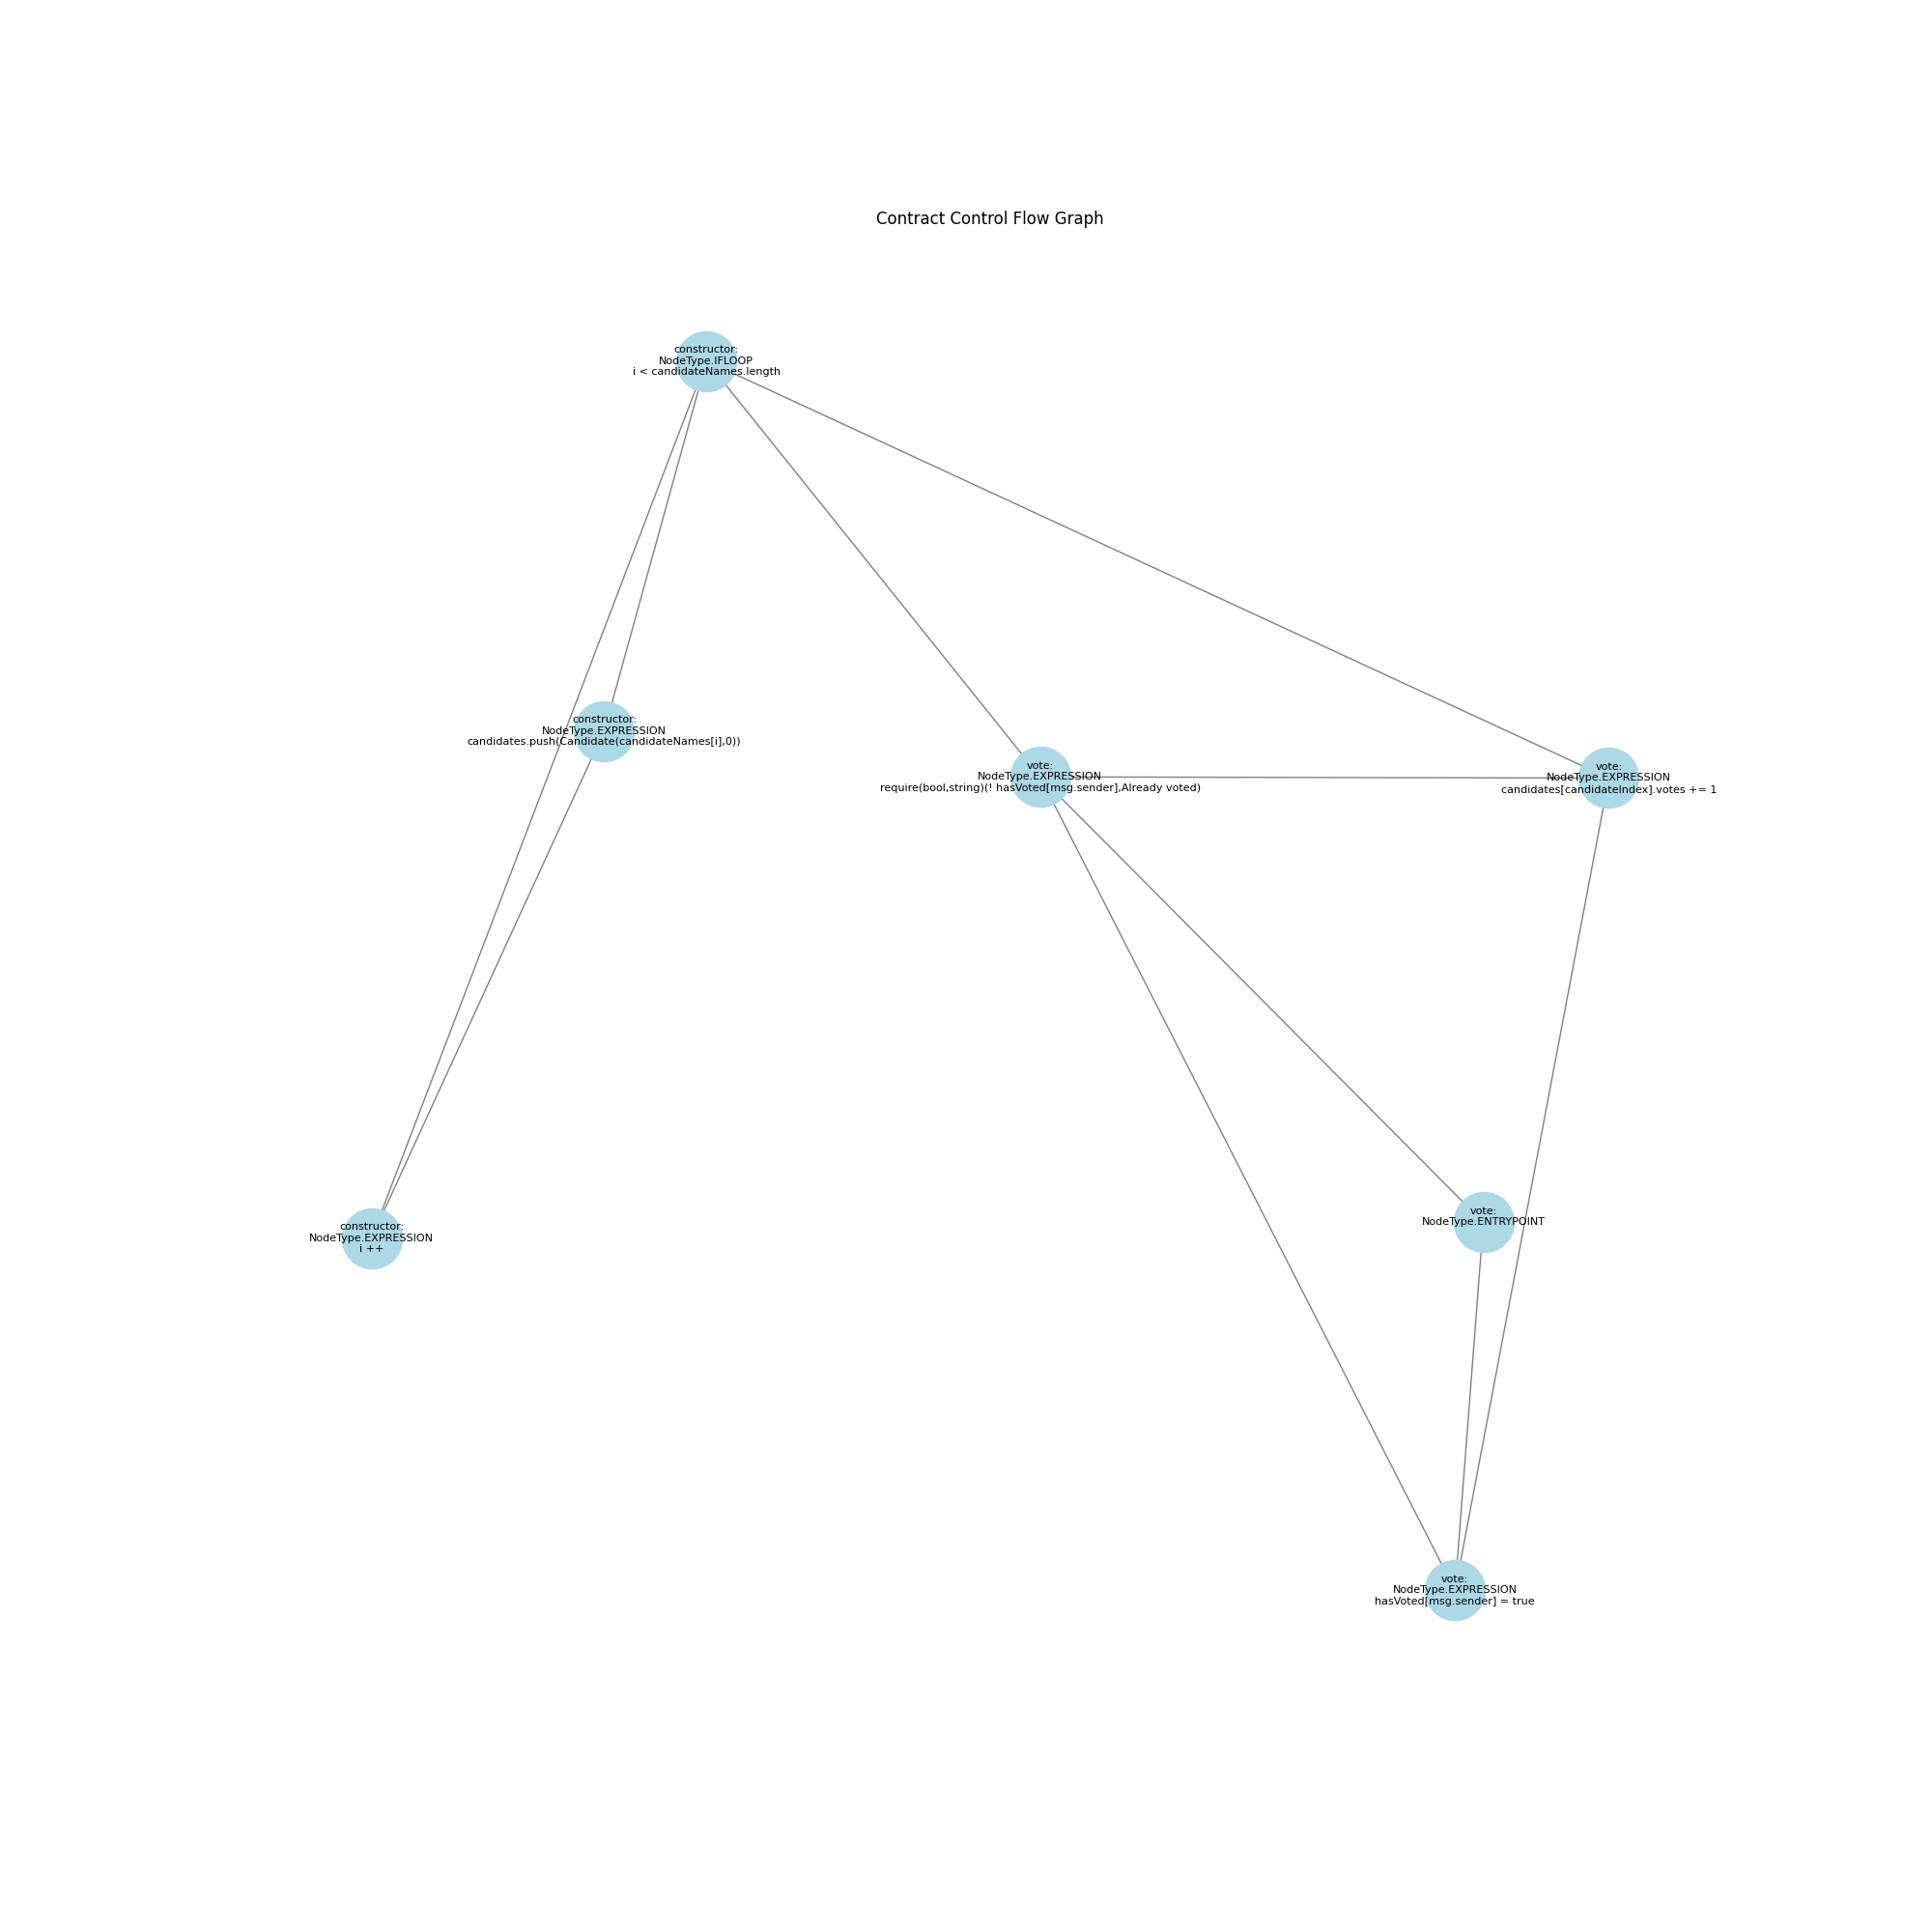 Contract Control Flow Graph
constructor:
NodeType.IFLOOP
i < candidateNames.length
constructor:
NodeType.EXPRESSION
candidates.push(Candidate(candidateNames[i],0))
vote:
NodeType.EXPRESSION
require(bool,string)(! hasVoted[msg.sender],Already voted)
vote:
NodeType.EXPRESSION
candidates[candidateIndex].votes += 1
vote:
NodeType.ENTRYPOINT
constructor:
NodeType.EXPRESSION
i ++
vote:
NodeType.EXPRESSION
hasVoted[msg.sender] = true